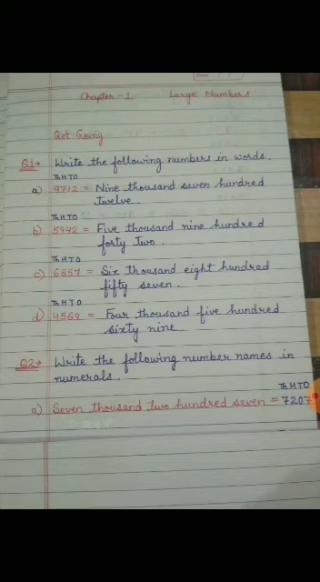 Chapter - 1 Large Numbers
Get Going
Q1→ Write the following numbers in words.
Th H T O
a) 9712 = Nine thousand seven hundred
twelve.
Th H T O
b) 5942 = Five thousand nine hundred
forty two.
Th H T O
c) 6857 = Six thousand eight hundred
fifty seven.
Th H T O
d) 4569 = Four thousand five hundred
sixty nine
Q2→ Write the following number names in
numerals.
Th H T O
a) Seven thousand two hundred seven = 7207